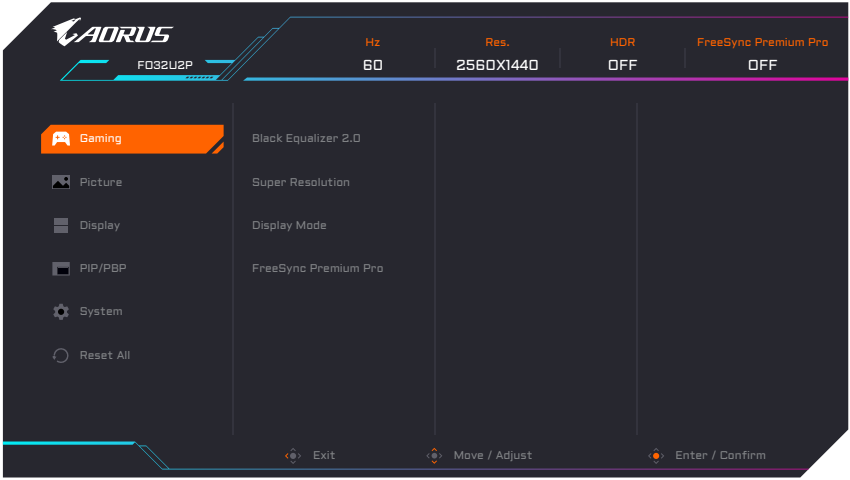 AORUS
FO32U2P
Hz Res. HDR FreeSync Premium Pro
60 2560X1440 OFF OFF
Gaming
Picture
Display
PIP/PBP
System
Reset All
Black Equalizer 2.0
Super Resolution
Display Mode
FreeSync Premium Pro
Exit Move / Adjust Enter / Confirm